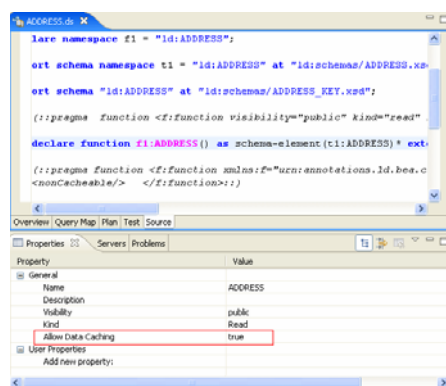 ADDRESS.ds
lare namespace f1 = "ld:ADDRESS";
ort schema namespace t1 = "ld:ADDRESS" at "ld:schemas/ADDRESS.xs
ort schema "ld:ADDRESS" at "ld:schemas/ADDRESS_KEY.xsd";
(::pragma function <f:function visibility="public" kind="read"
declare function f1:ADDRESS() as schema-element(t1:ADDRESS)* ext
(::pragma function <f:function xmlns:f="urn:annotations.ld.bea.c
<nonCacheable/> </f:function>::)
Overview Query Map Plan Test Source
Properties Servers Problems
Property Value
General
Name ADDRESS
Description
Visibility public
Kind Read
Allow Data Caching true
User Properties
Add new property: